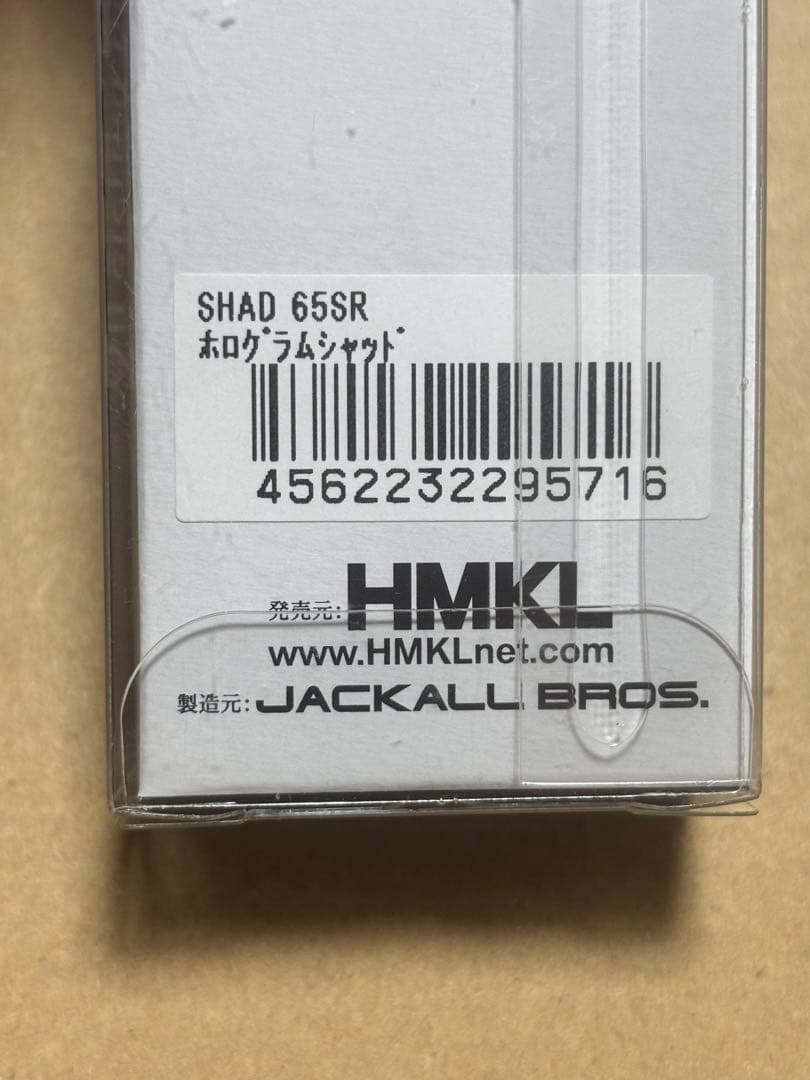 SHAD 65SR
ﾎﾛｸﾞﾗﾑｼｬｯﾄﾞ
4562232295716
発売元: HMKL
www.HMKLnet.com
製造元: JACKALL BROS.